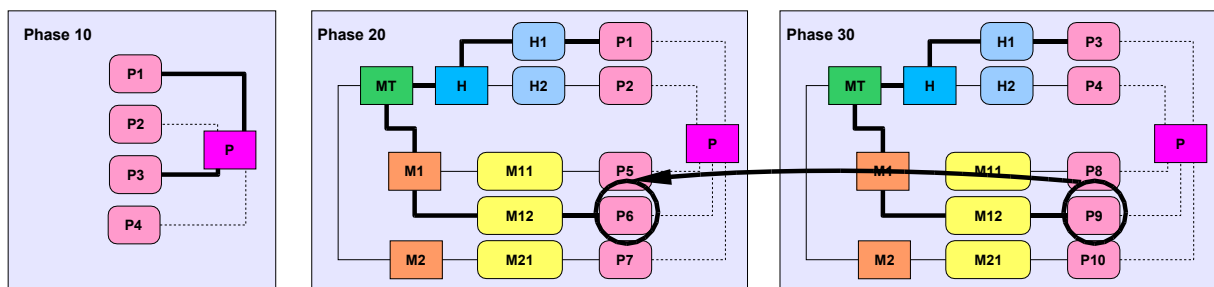 Phase 10
P1
P2
P
P3
P4
Phase 20
H1
P1
MT
H
H2
P2
P
M1
M11
P5
M12
P6
M2
M21
P7
Phase 30
H1
P3
MT
H
H2
P4
P
M1
M11
P8
M12
P9
M2
M21
P10